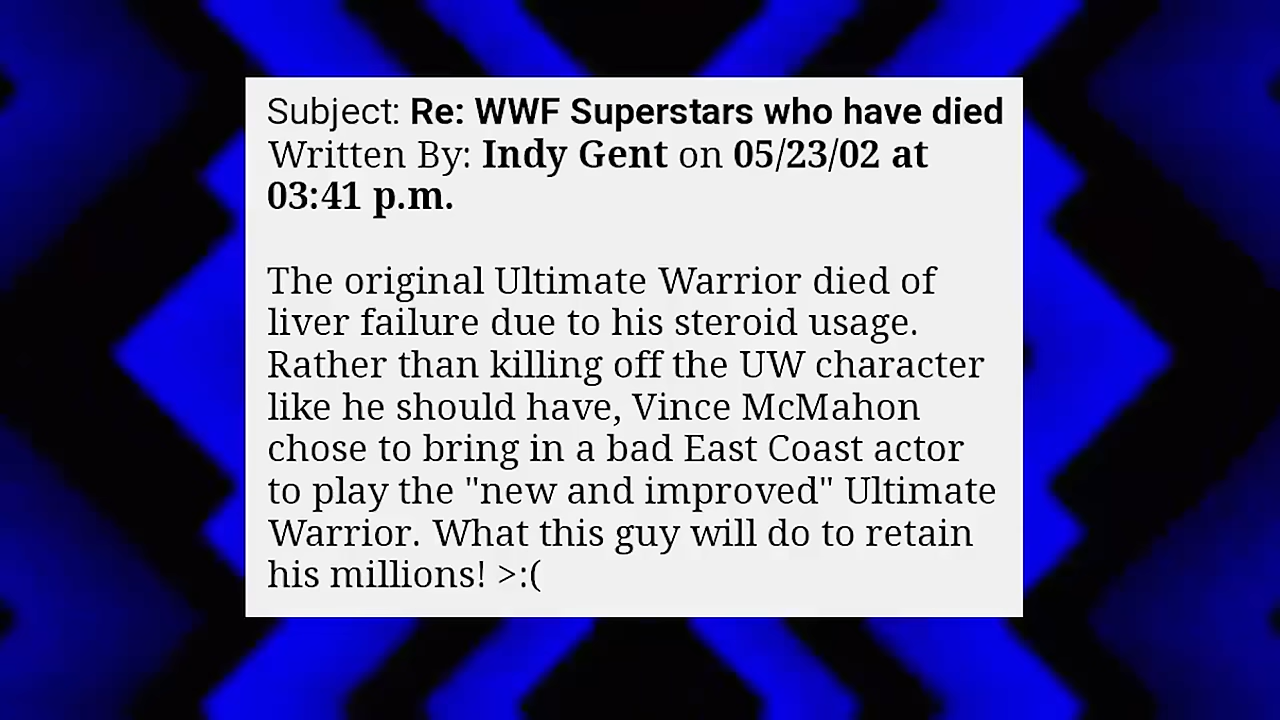 Subject: Re: WWF Superstars who have died
Written By: Indy Gent on 05/23/02 at
03:41 p.m.
The original Ultimate Warrior died of
liver failure due to his steroid usage.
Rather than killing off the UW character
like he should have, Vince McMahon
chose to bring in a bad East Coast actor
to play the "new and improved" Ultimate
Warrior. What this guy will do to retain
his millions! >:(